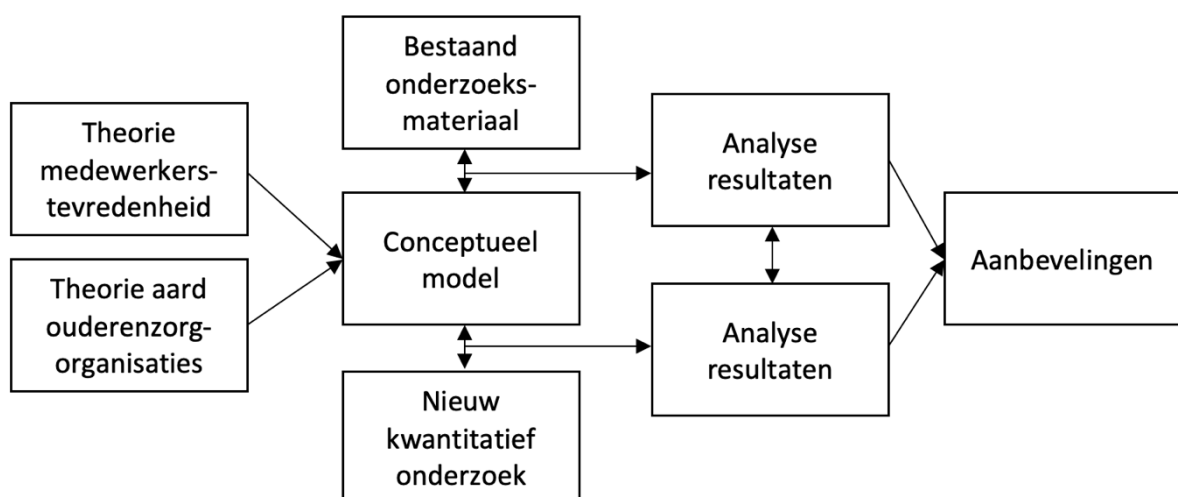 Theorie
medewerkers-
tevredenheid
Theorie aard
ouderenzorg-
organisaties
Bestaand
onderzoeks-
materiaal
Conceptueel
model
Nieuw
kwantitatief
onderzoek
Analyse
resultaten
Analyse
resultaten
Aanbevelingen